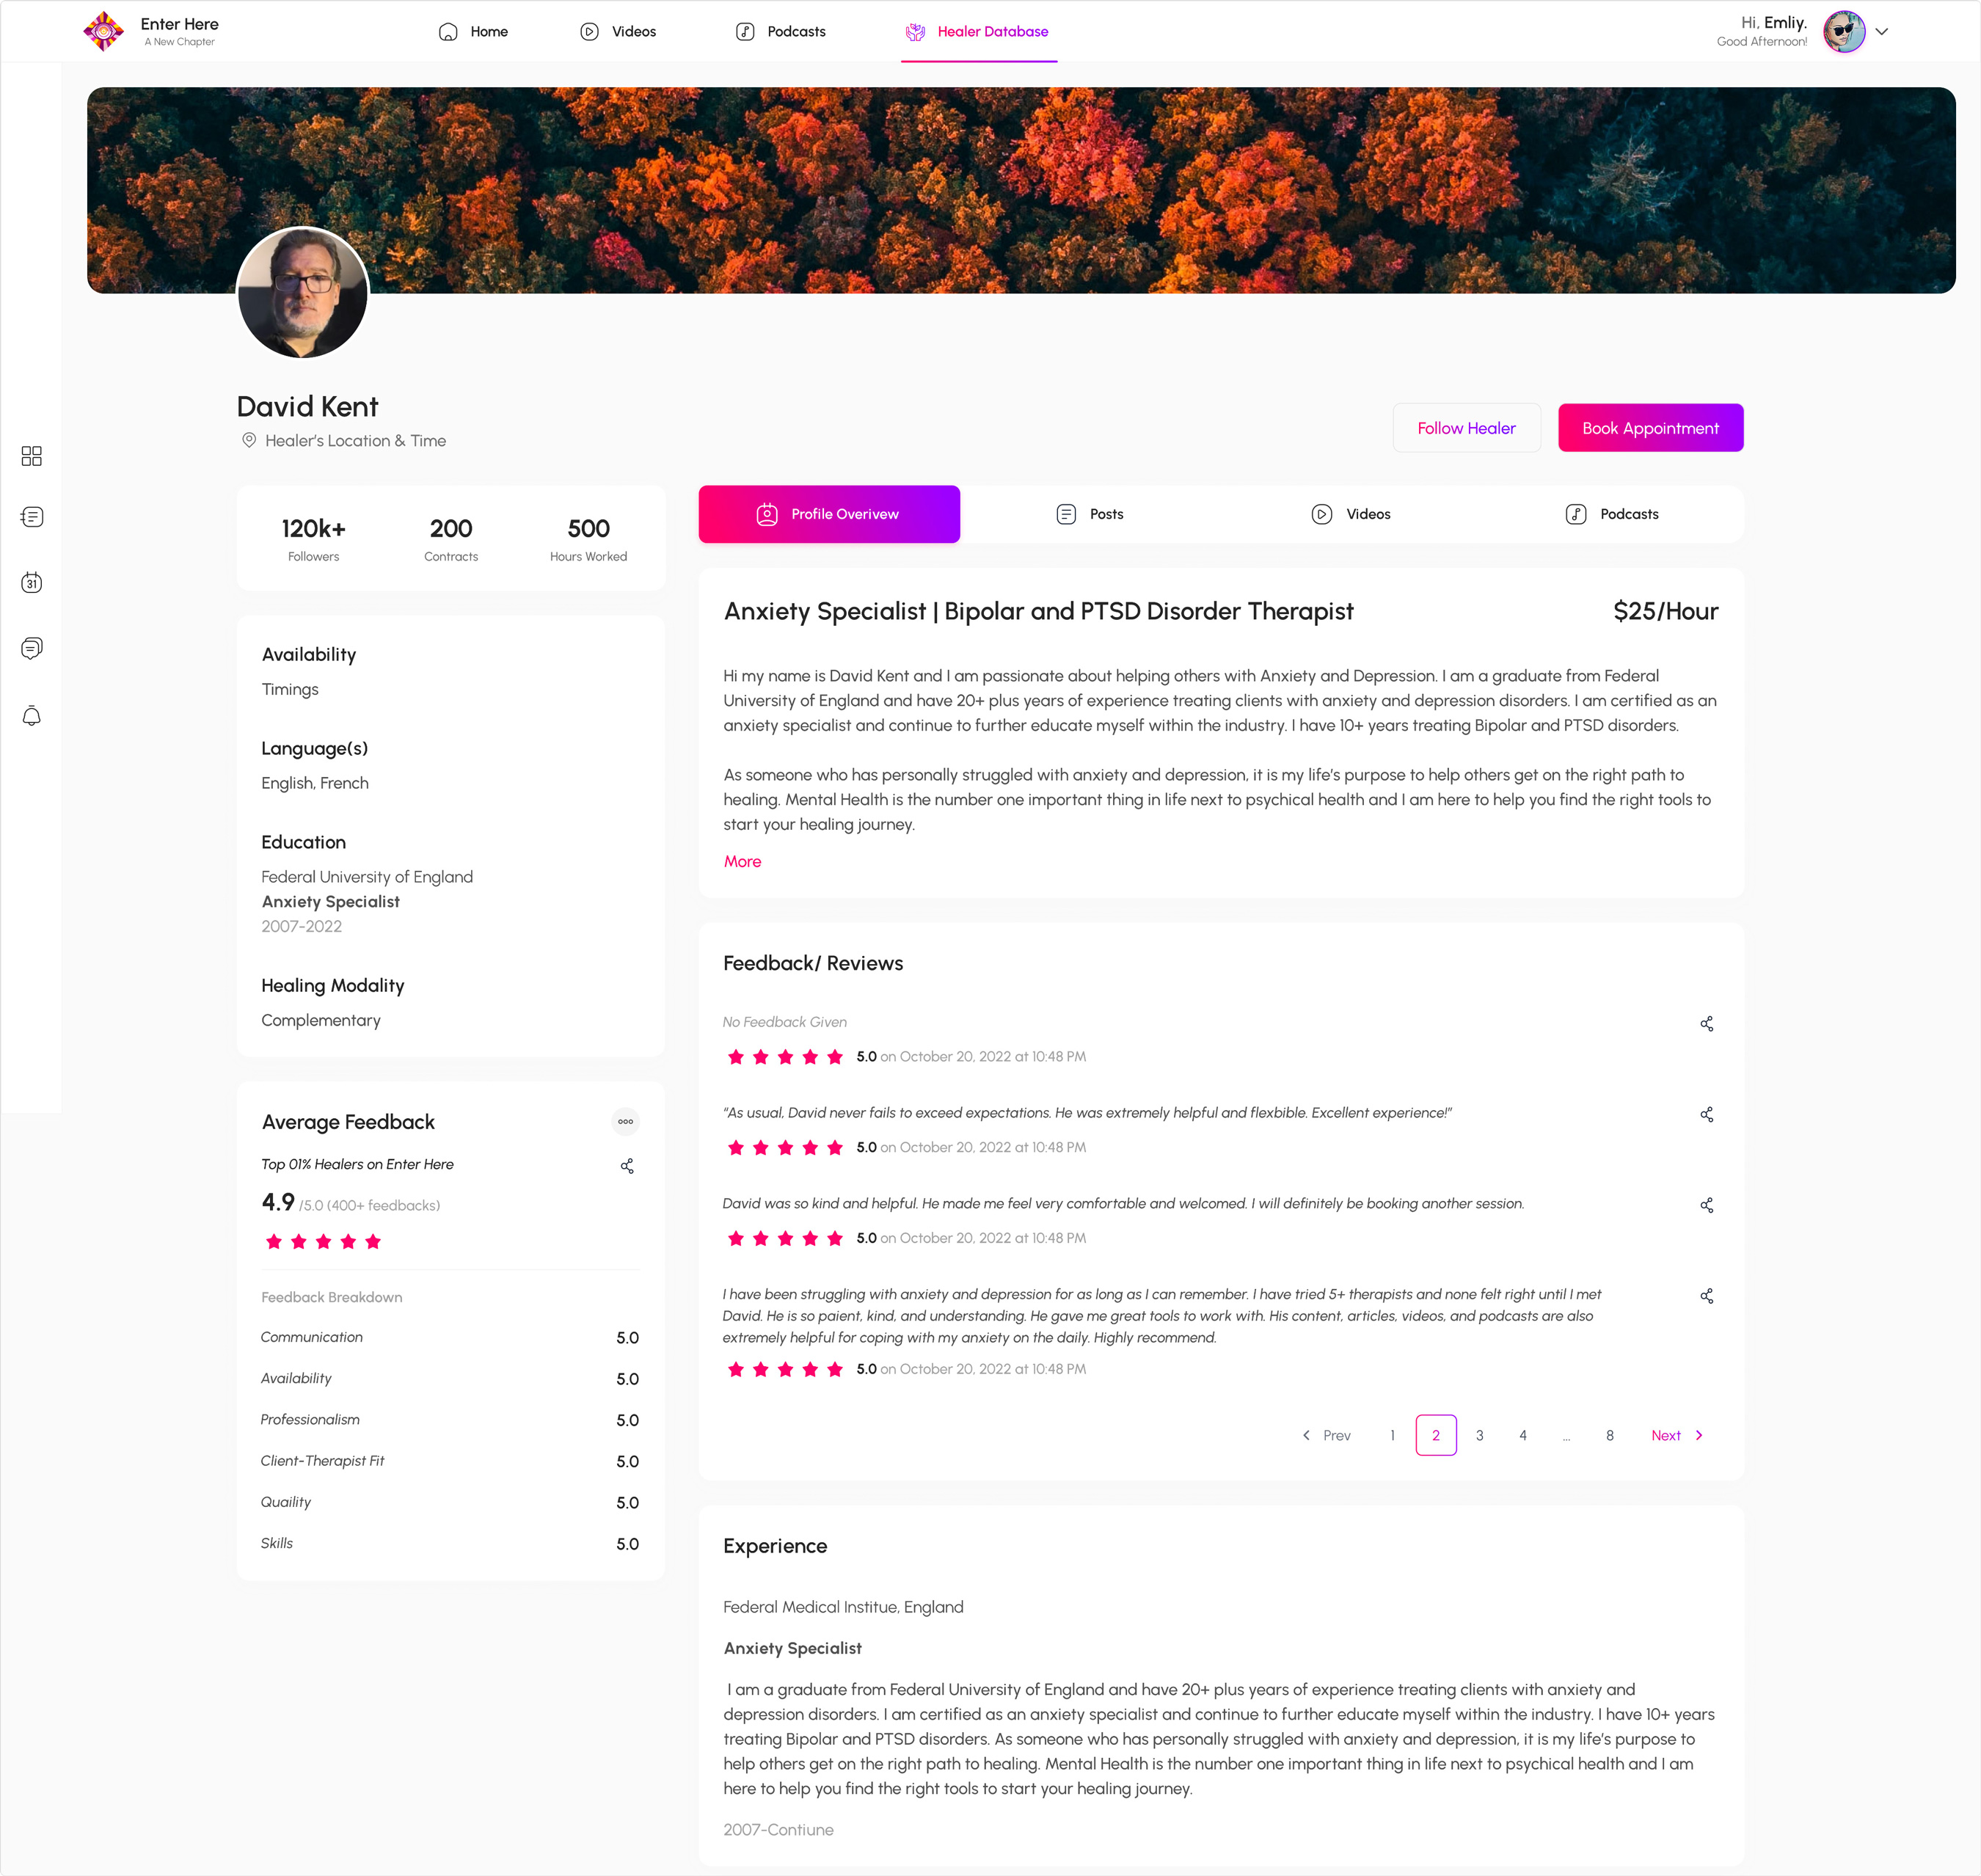 Enter Here
A New Chapter
Home
Videos
Podcasts
Healer Database
Hi, Emliy.
Good Afternoon!
David Kent
Healer's Location & Time
Follow Healer
Book Appointment
120k+
Followers
200
Contracts
500
Hours Worked
Profile Overivew
Posts
Videos
Podcasts
31
Availability
Timings
Language(s)
English, French
Education
Federal University of England
Anxiety Specialist
2007-2022
Healing Modality
Complementary
Average Feedback
Top 01% Healers on Enter Here
4.9 /5.0 (400+ feedbacks)
Feedback Breakdown
Communication 5.0
Availability 5.0
Professionalism 5.0
Client-Therapist Fit 5.0
Quaility 5.0
Skills 5.0
Anxiety Specialist | Bipolar and PTSD Disorder Therapist
$25/Hour
Hi my name is David Kent and I am passionate about helping others with Anxiety and Depression. I am a graduate from Federal
University of England and have 20+ plus years of experience treating clients with anxiety and depression disorders. I am certified as an
anxiety specialist and continue to further educate myself within the industry. I have 10+ years treating Bipolar and PTSD disorders.
As someone who has personally struggled with anxiety and depression, it is my life's purpose to help others get on the right path to
healing. Mental Health is the number one important thing in life next to psychical health and I am here to help you find the right tools to
start your healing journey.
More
Feedback/ Reviews
No Feedback Given
5.0 on October 20, 2022 at 10:48 PM
“As usual, David never fails to exceed expectations. He was extremely helpful and flexbible. Excellent experience!”
5.0 on October 20, 2022 at 10:48 PM
David was so kind and helpful. He made me feel very comfortable and welcomed. I will definitely be booking another session.
5.0 on October 20, 2022 at 10:48 PM
I have been struggling with anxiety and depression for as long as I can remember. I have tried 5+ therapists and none felt right until I met
David. He is so paient, kind, and understanding. He gave me great tools to work with. His content, articles, videos, and podcasts are also
extremely helpful for coping with my anxiety on the daily. Highly recommend.
5.0 on October 20, 2022 at 10:48 PM
Prev 1 2 3 4 ... 8 Next
Experience
Federal Medical Institue, England
Anxiety Specialist
I am a graduate from Federal University of England and have 20+ plus years of experience treating clients with anxiety and
depression disorders. I am certified as an anxiety specialist and continue to further educate myself within the industry. I have 10+ years
treating Bipolar and PTSD disorders. As someone who has personally struggled with anxiety and depression, it is my life's purpose to
help others get on the right path to healing. Mental Health is the number one important thing in life next to psychical health and I am
here to help you find the right tools to start your healing journey.
2007-Contiune